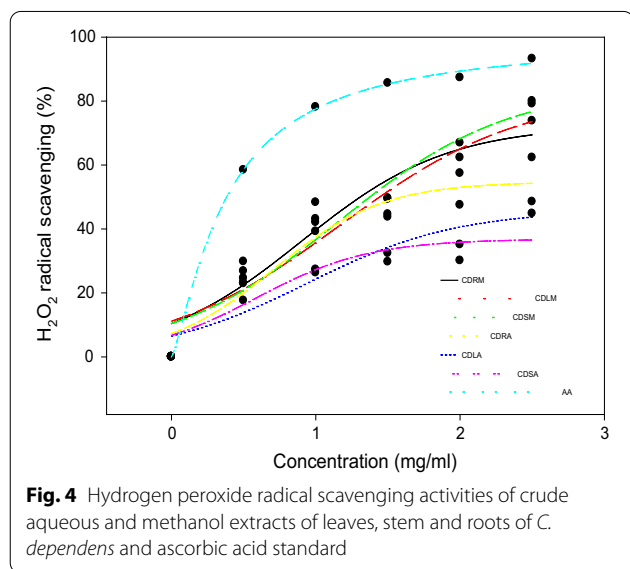 100
80
60
40
20
0
H₂O₂ radical scavenging (%)
CDRM
CDLM
CDSM
CDRA
CDLA
CDSA
AA
0 1 2 3
Concentration (mg/ml)
Fig. 4 Hydrogen peroxide radical scavenging activities of crude
aqueous and methanol extracts of leaves, stem and roots of C.
dependens and ascorbic acid standard